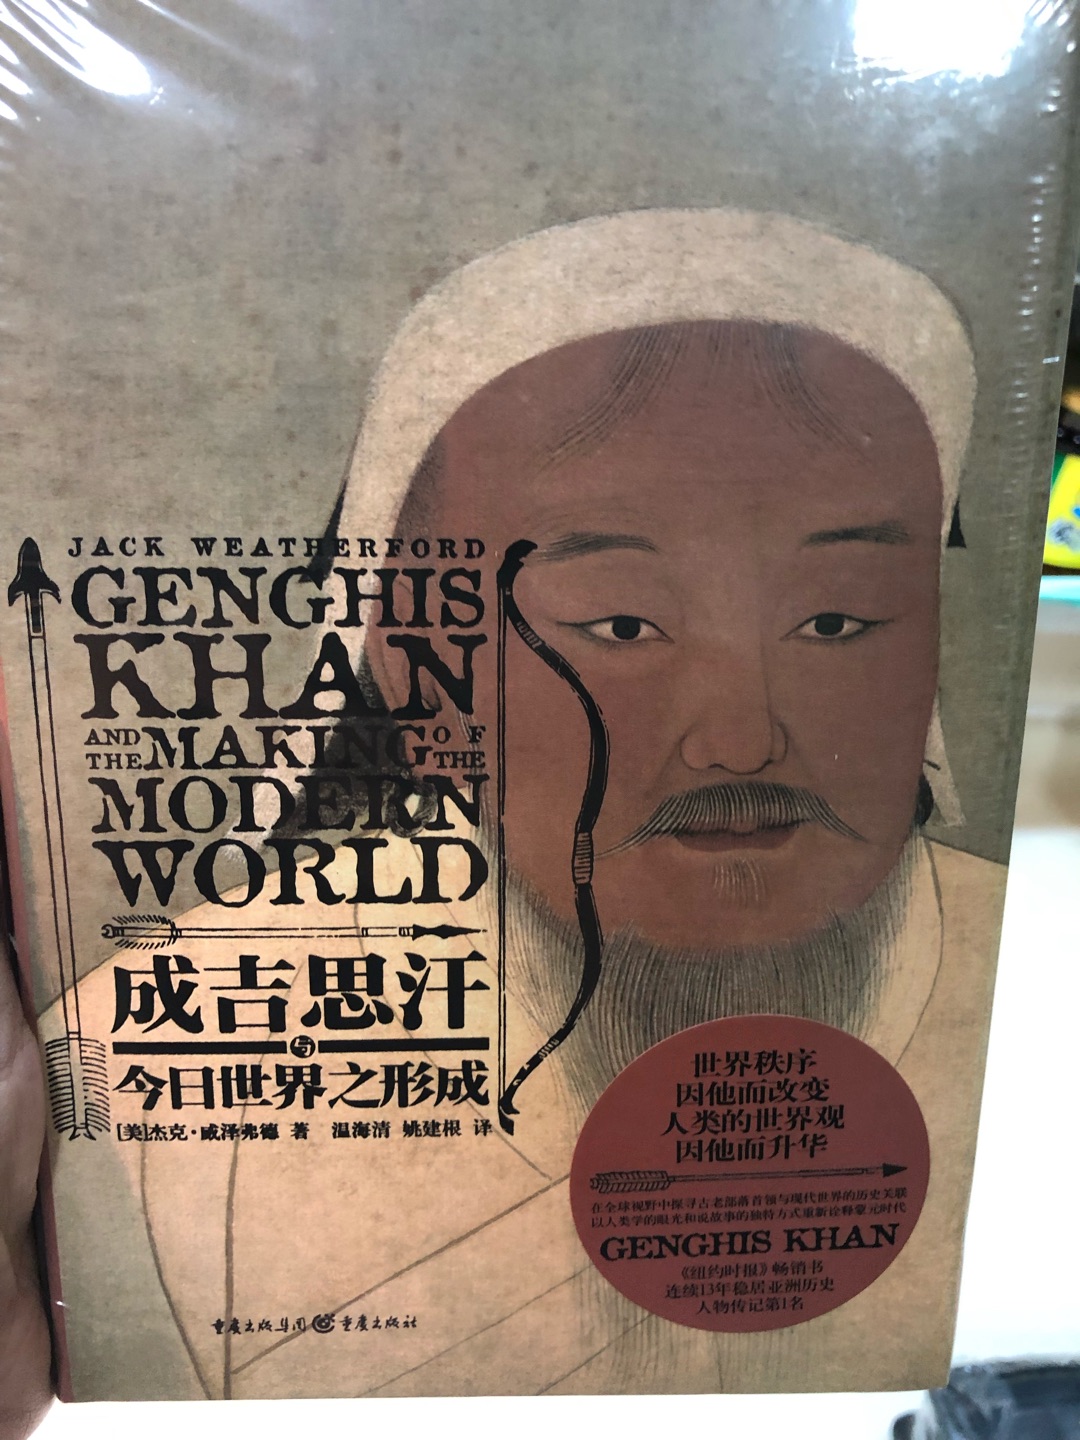 JACK WEATHERFORD
GENGHIS
KHAN
AND THE MAKING OF THE
MODERN
WORLD
成吉思汗
与
今日世界之形成
[美]杰克·威泽弗德 著 温海清 姚建根 译
世界秩序
因他而改变
人类的世界观
因他而升华
在全球视野中探寻古老部落首领与现代世界的历史关联
以人类学的眼光和说故事的独特方式重新诠释蒙元时代
GENGHIS KHAN
《纽约时报》畅销书
连续13年稳居亚洲历史
人物传记第1名
重庆出版集团 重庆出版社